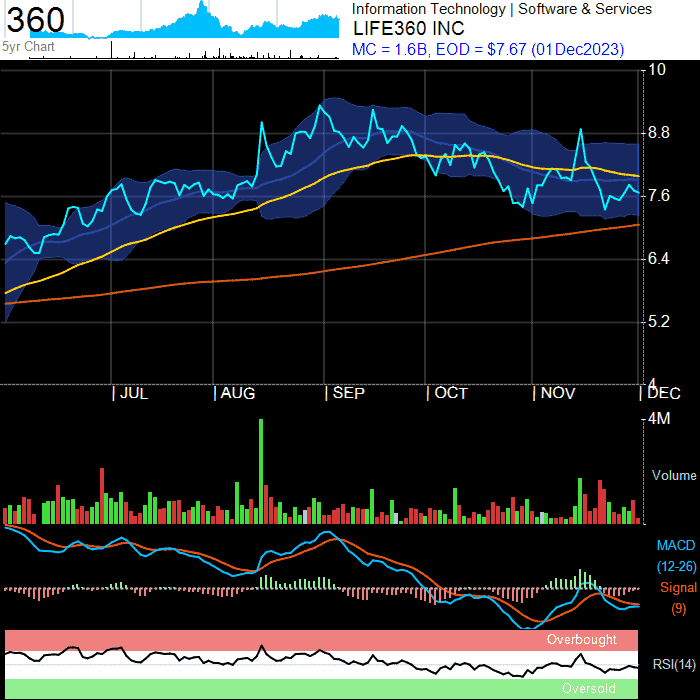 360
5yr Chart
Information Technology | Software & Services
LIFE360 INC
MC = 1.6B, EOD = $7.67 (01Dec2023)
10
8.8
7.6
6.4
5.2
4
| JUL | AUG | SEP | OCT | NOV | DEC
4M
Volume
MACD
(12-26)
Signal
(9)
Overbought
RSI(14)
Oversold